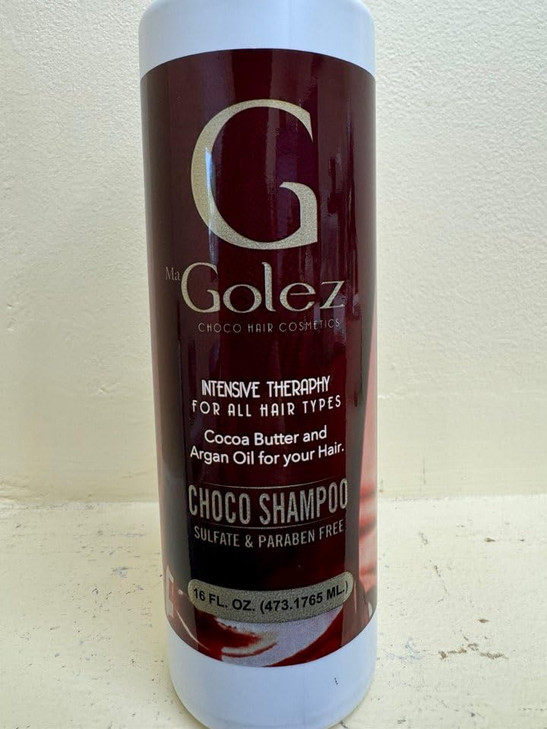 G
Ma Golez
CHOCO HAIR COSMETICS
INTENSIVE THERAPHY
FOR ALL HAIR TYPES
Cocoa Butter and
Argan Oil for your Hair.
CHOCO SHAMPOO
SULFATE & PARABEN FREE
16 FL. OZ. (473.1765 ML.)